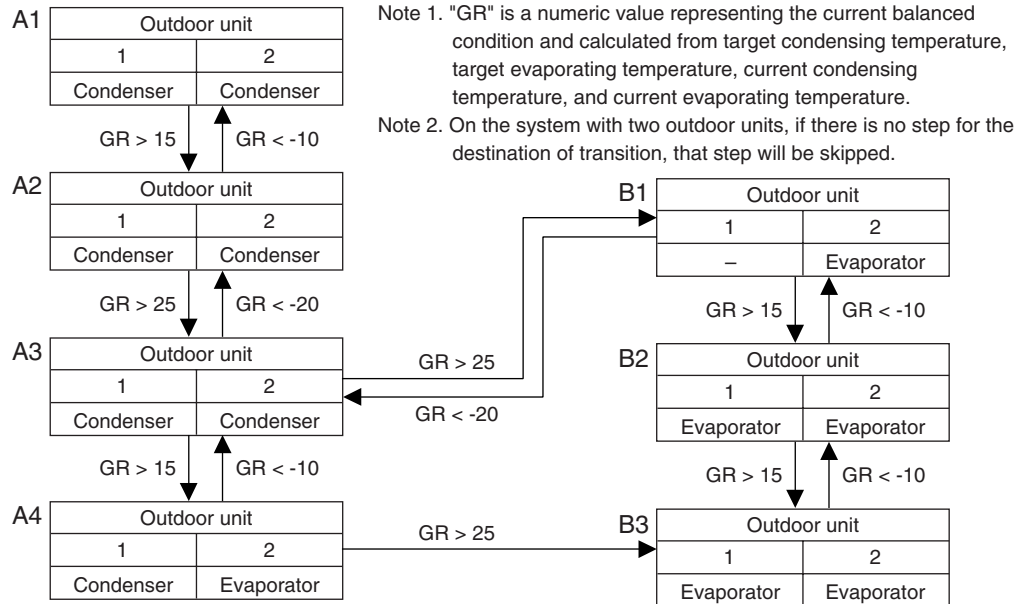 Note 1. "GR" is a numeric value representing the current balanced
condition and calculated from target condensing temperature,
target evaporating temperature, current condensing
temperature, and current evaporating temperature.
Note 2. On the system with two outdoor units, if there is no step for the
destination of transition, that step will be skipped.
A1
Outdoor unit
1 2
Condenser Condenser
GR > 15 GR < -10
A2
Outdoor unit
1 2
Condenser Condenser
GR > 25 GR < -20
A3
Outdoor unit
1 2
Condenser Condenser
GR > 15 GR < -10
A4
Outdoor unit
1 2
Condenser Evaporator
GR > 25
GR < -20
GR > 25
B1
Outdoor unit
1 2
– Evaporator
GR > 15 GR < -10
B2
Outdoor unit
1 2
Evaporator Evaporator
GR > 15 GR < -10
B3
Outdoor unit
1 2
Evaporator Evaporator